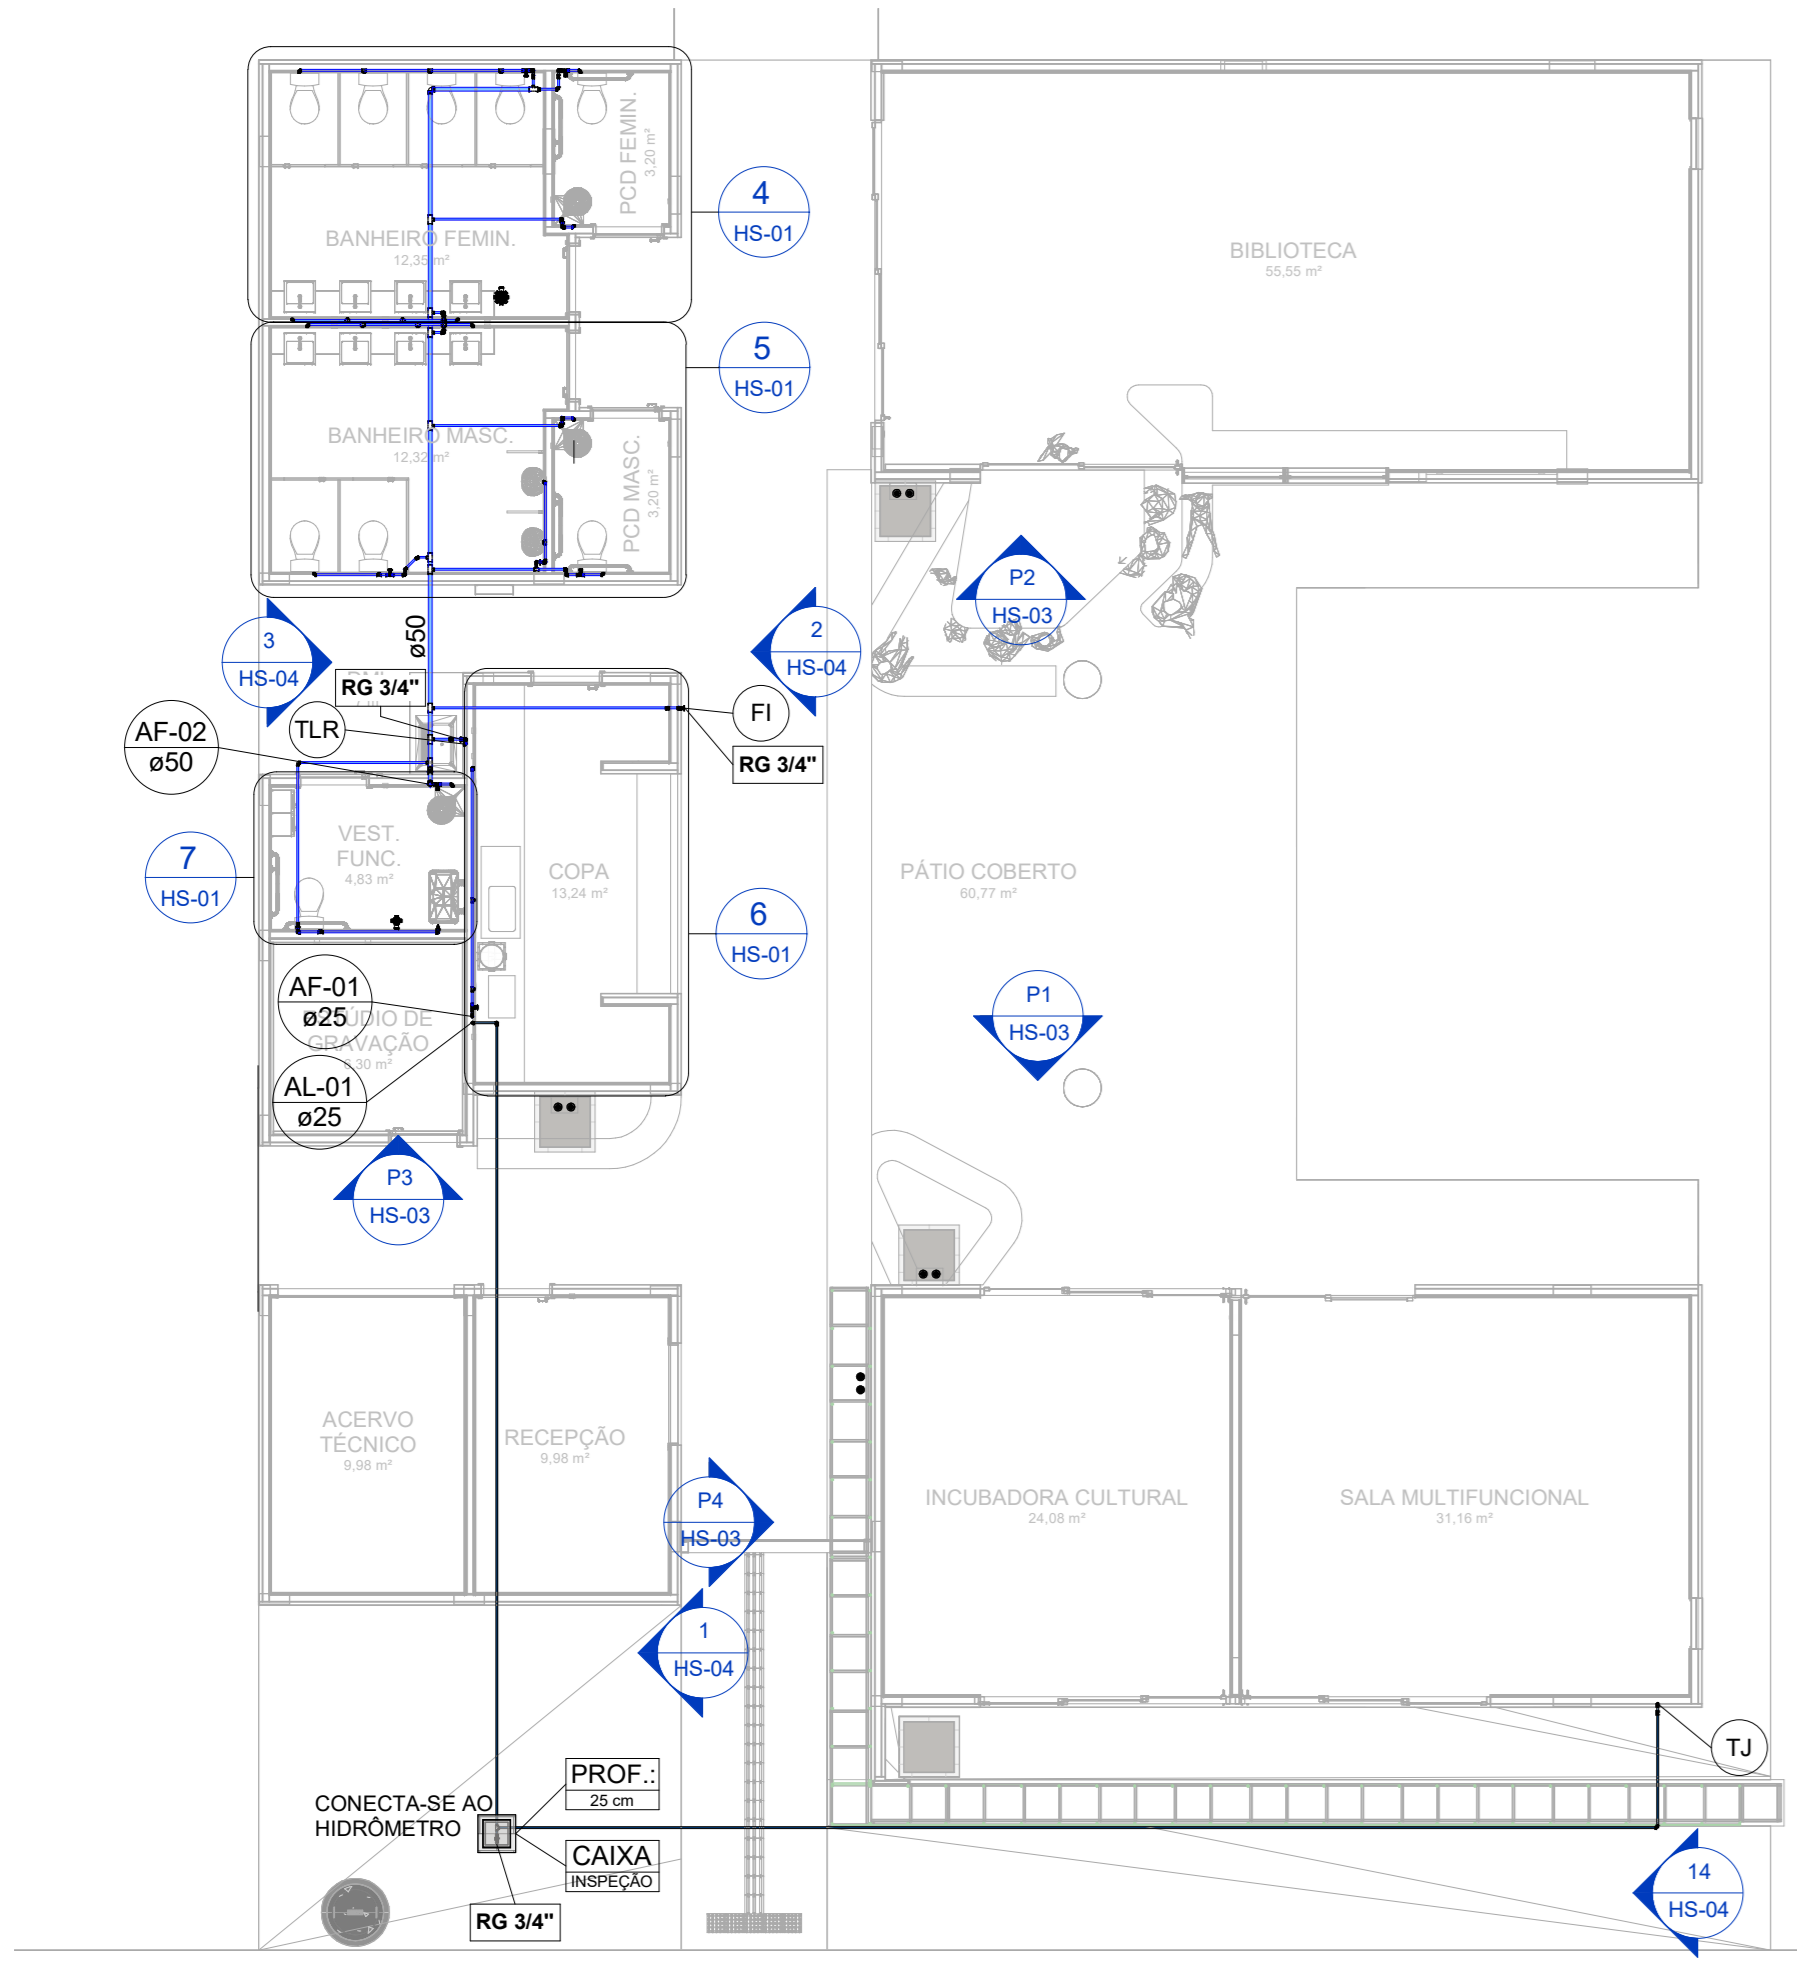 PCD FEMIN.
3,20 m²
4
HS-01
BANHEIRO FEMIN.
12,35 m²
BIBLIOTECA
55,55 m²
5
HS-01
BANHEIRO MASC.
12,32 m²
PCD MASC.
3,20 m²
P2
HS-03
ø50
3
HS-04
2
HS-04
RG 3/4"
FI
TLR
AF-02
ø50
RG 3/4"
VEST.
FUNC.
4,83 m²
7
HS-01
COPA
13,24 m²
PÁTIO COBERTO
60,77 m²
6
HS-01
AF-01
ø25
ESTÚDIO DE
GRAVAÇÃO
6,30 m²
P1
HS-03
AL-01
ø25
P3
HS-03
ACERVO
TÉCNICO
9,98 m²
RECEPÇÃO
9,98 m²
P4
HS-03
INCUBADORA CULTURAL
24,08 m²
SALA MULTIFUNCIONAL
31,16 m²
1
HS-04
TJ
PROF.:
25 cm
CONECTA-SE AO
HIDRÔMETRO
CAIXA
INSPEÇÃO
14
HS-04
RG 3/4"